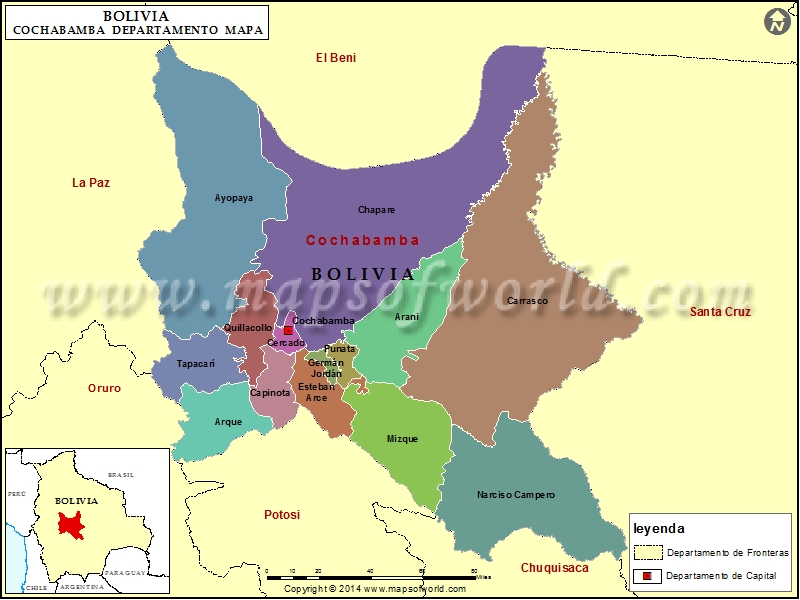 BOLIVIA
COCHABAMBA DEPARTAMENTO MAPA
N
El Beni
La Paz
Ayopaya
Chapare
Cochabamba
BOLIVIA
www.mapsofworld.com
Carrasco
Santa Cruz
Arani
Cochabamba
Quillacollo
Cercado
Punata
Tapacarí
Germán
Jordán
Oruro
Esteban
Arce
Capinota
Arque
Mizque
Narciso Campero
Potosi
Chuquisaca
BRASIL
PERÚ
BOLIVIA
PARAGUAY
CHILE
ARGENTINA
leyenda
Departamento de Fronteras
Departamento de Capital
0 10 20 40 60 80
Miles
Copyright © 2014 www.mapsofworld.com